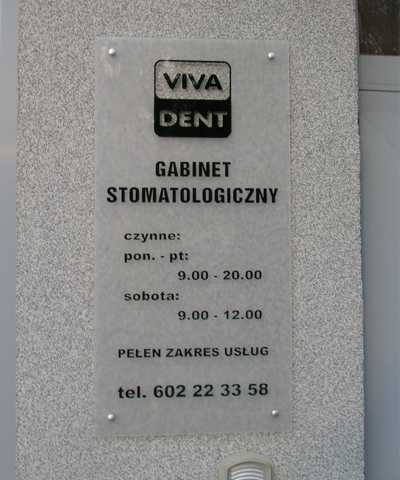 VIVA
DENT
GABINET
STOMATOLOGICZNY
czynne:
pon. - pt:
9.00 - 20.00
sobota:
9.00 - 12.00
PEŁEN ZAKRES USŁUG
tel. 602 22 33 58